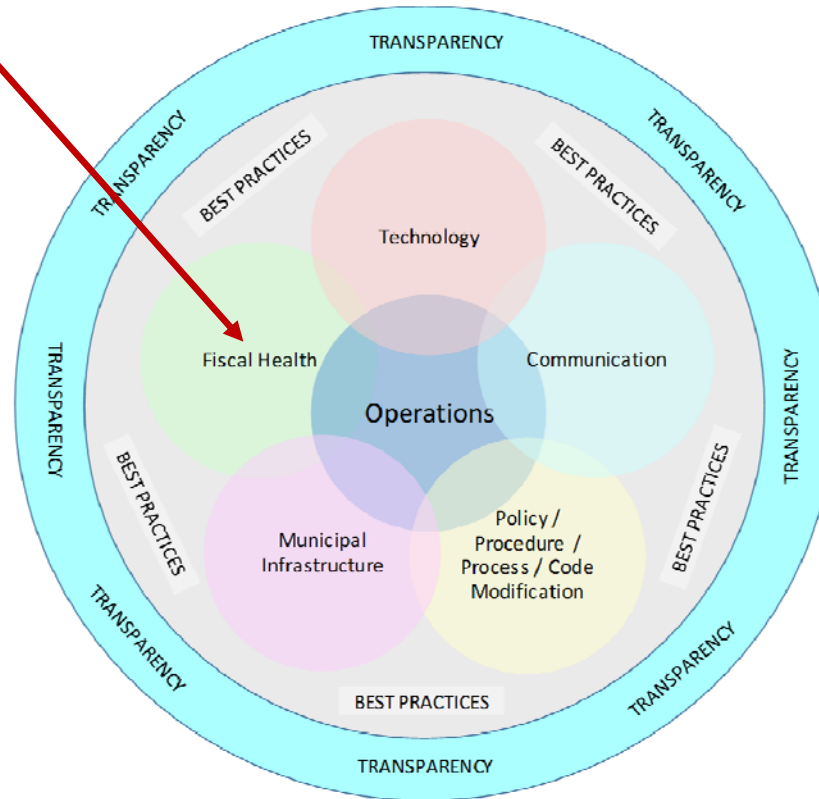 TRANSPARENCY
TRANSPARENCY
TRANSPARENCY
BEST PRACTICES
BEST PRACTICES
Technology
Fiscal Health
Communication
TRANSPARENCY
TRANSPARENCY
Operations
BEST PRACTICES
BEST PRACTICES
Municipal
Infrastructure
Policy /
Procedure /
Process / Code
Modification
TRANSPARENCY
TRANSPARENCY
BEST PRACTICES
TRANSPARENCY